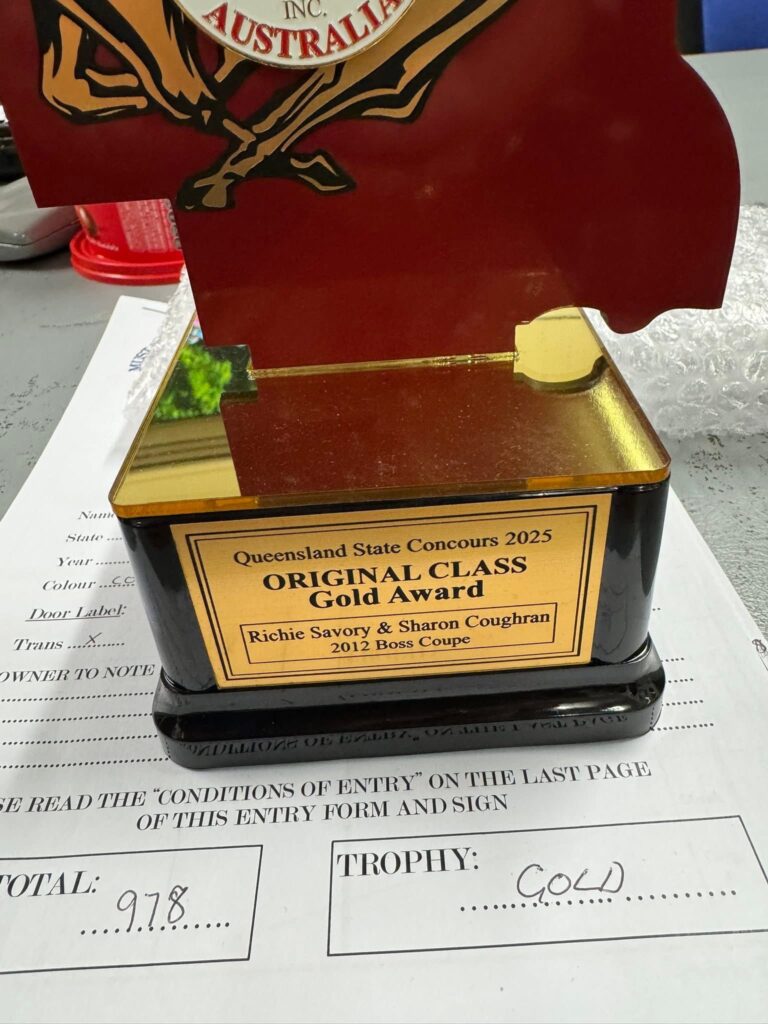 INC.
AUSTRALIA
Name
State ....
Year ........
Colour ...
Door Label:
Trans ....X.....
Queensland State Concours 2025
ORIGINAL CLASS
Gold Award
Richie Savory & Sharon Coughran
2012 Boss Coupe
OWNER TO NOTE
READ THE "CONDITIONS OF ENTRY" ON THE LAST PAGE
OF THIS ENTRY FORM AND SIGN
TOTAL: 978
TROPHY: GOLD